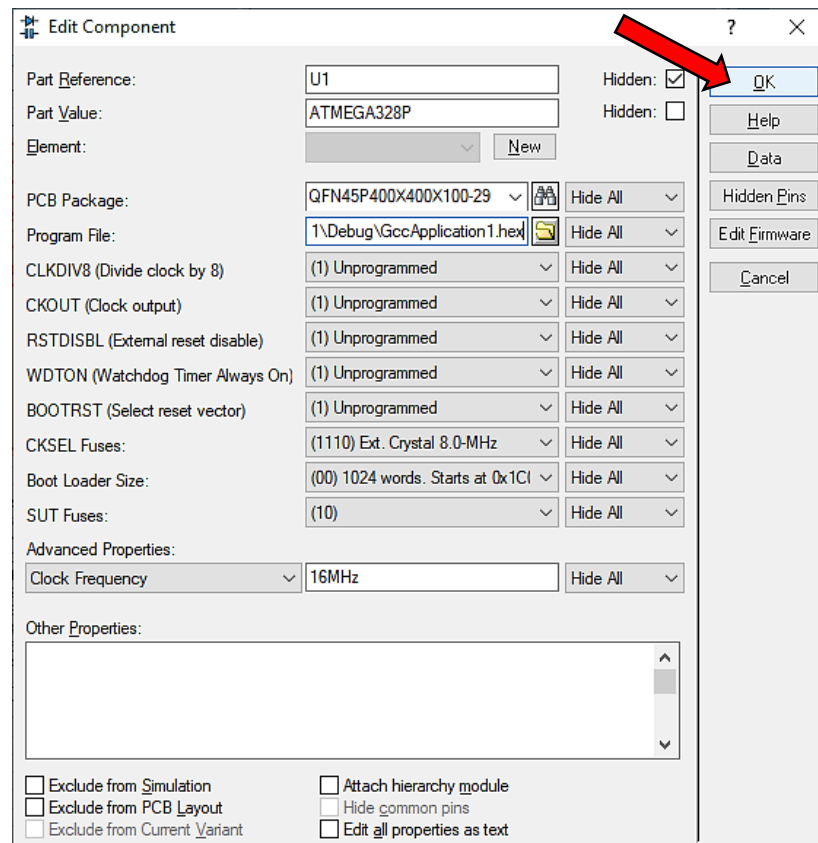 Edit Component ?
Part Reference: U1 Hidden: OK
Part Value: ATMEGA328P Hidden: Help
Element: New Data
PCB Package: QFN45P400X400X100-29 Hide All Hidden Pins
Program File: 1\Debug\GccApplication1.hex Hide All Edit Firmware
CLKDIV8 (Divide clock by 8) (1) Unprogrammed Hide All Cancel
CKOUT (Clock output) (1) Unprogrammed Hide All
RSTDISBL (External reset disable) (1) Unprogrammed Hide All
WDTON (Watchdog Timer Always On) (1) Unprogrammed Hide All
BOOTRST (Select reset vector) (1) Unprogrammed Hide All
CKSEL Fuses: (1110) Ext. Crystal 8.0-MHz Hide All
Boot Loader Size: (00) 1024 words. Starts at 0x1C( Hide All
SUT Fuses: (10) Hide All
Advanced Properties:
Clock Frequency 16MHz Hide All
Other Properties:
Exclude from Simulation Attach hierarchy module
Exclude from PCB Layout Hide common pins
Exclude from Current Variant Edit all properties as text